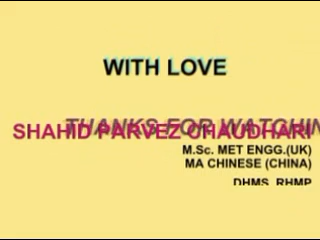 WITH LOVE
THANKS FOR WATCHIN
SHAHID PARVEZ CHAUDHARI
M.Sc. MET ENGG.(UK)
MA CHINESE (CHINA)
DHMS, RHMP